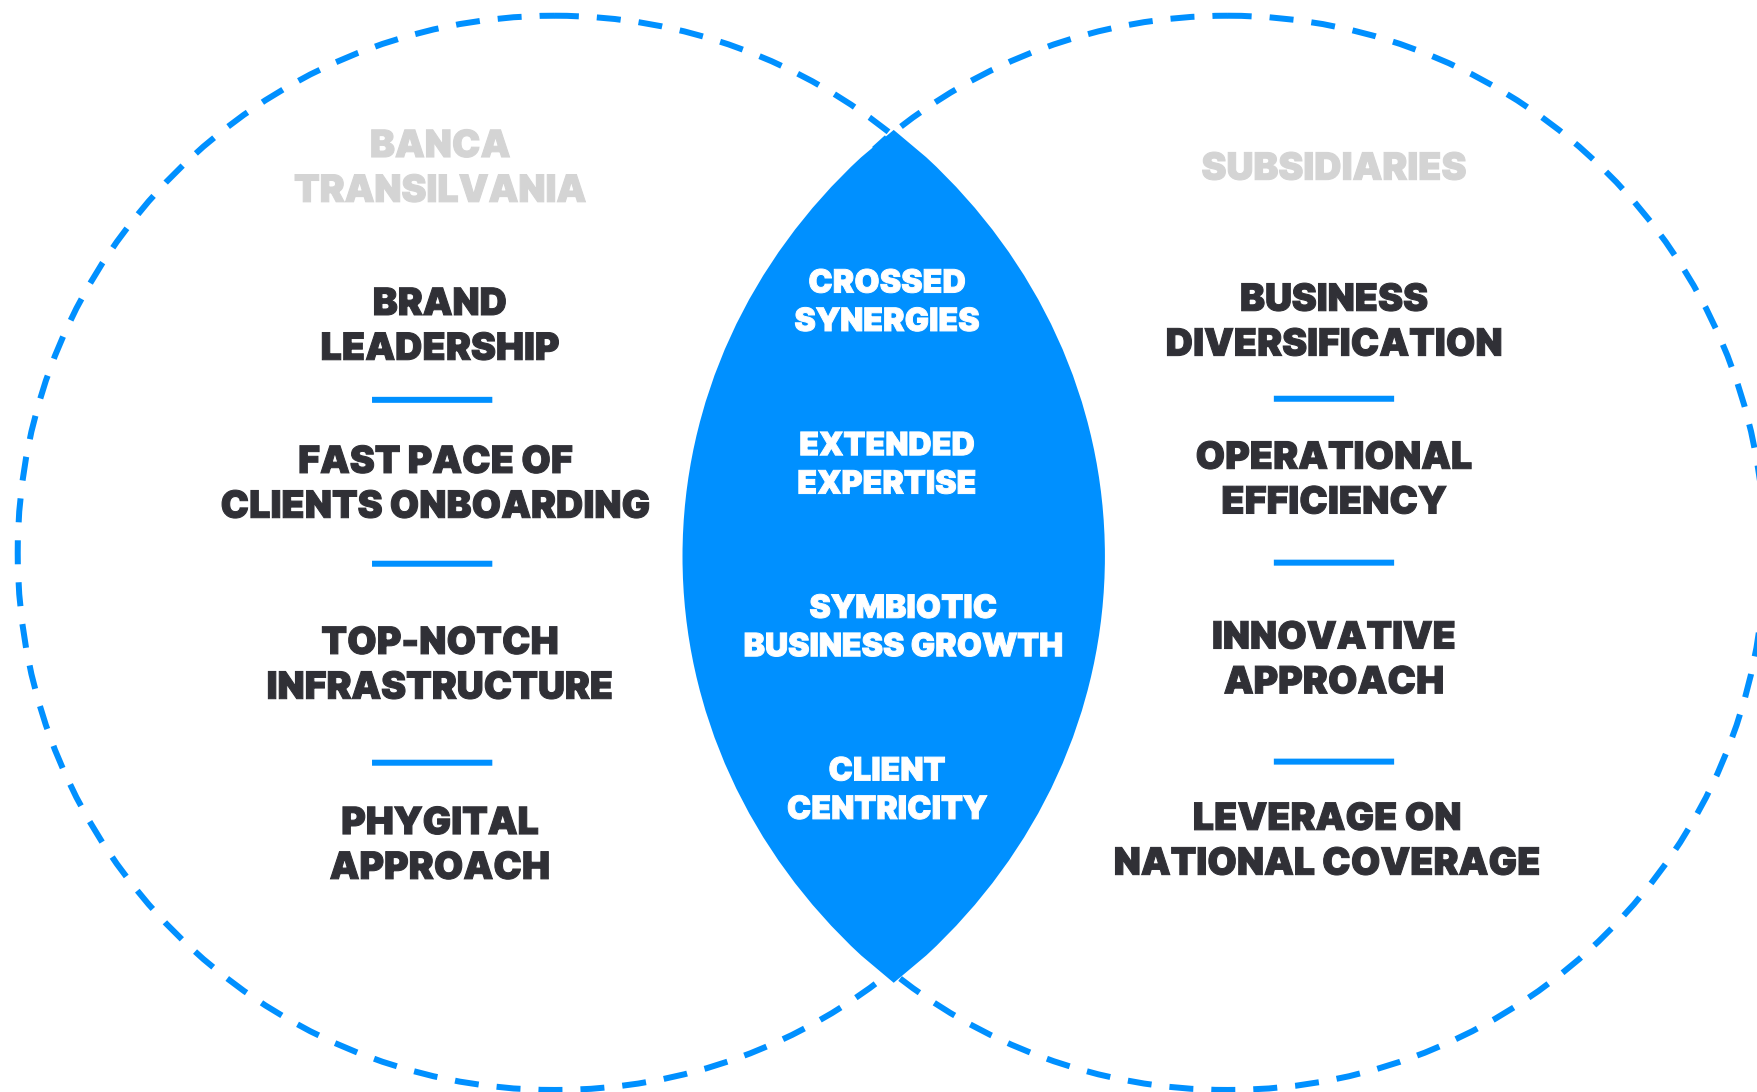 BANCA
TRANSILVANIA
BRAND
LEADERSHIP
FAST PACE OF
CLIENTS ONBOARDING
TOP-NOTCH
INFRASTRUCTURE
PHYGITAL
APPROACH
CROSSED
SYNERGIES
EXTENDED
EXPERTISE
SYMBIOTIC
BUSINESS GROWTH
CLIENT
CENTRICITY
SUBSIDIARIES
BUSINESS
DIVERSIFICATION
OPERATIONAL
EFFICIENCY
INNOVATIVE
APPROACH
LEVERAGE ON
NATIONAL COVERAGE